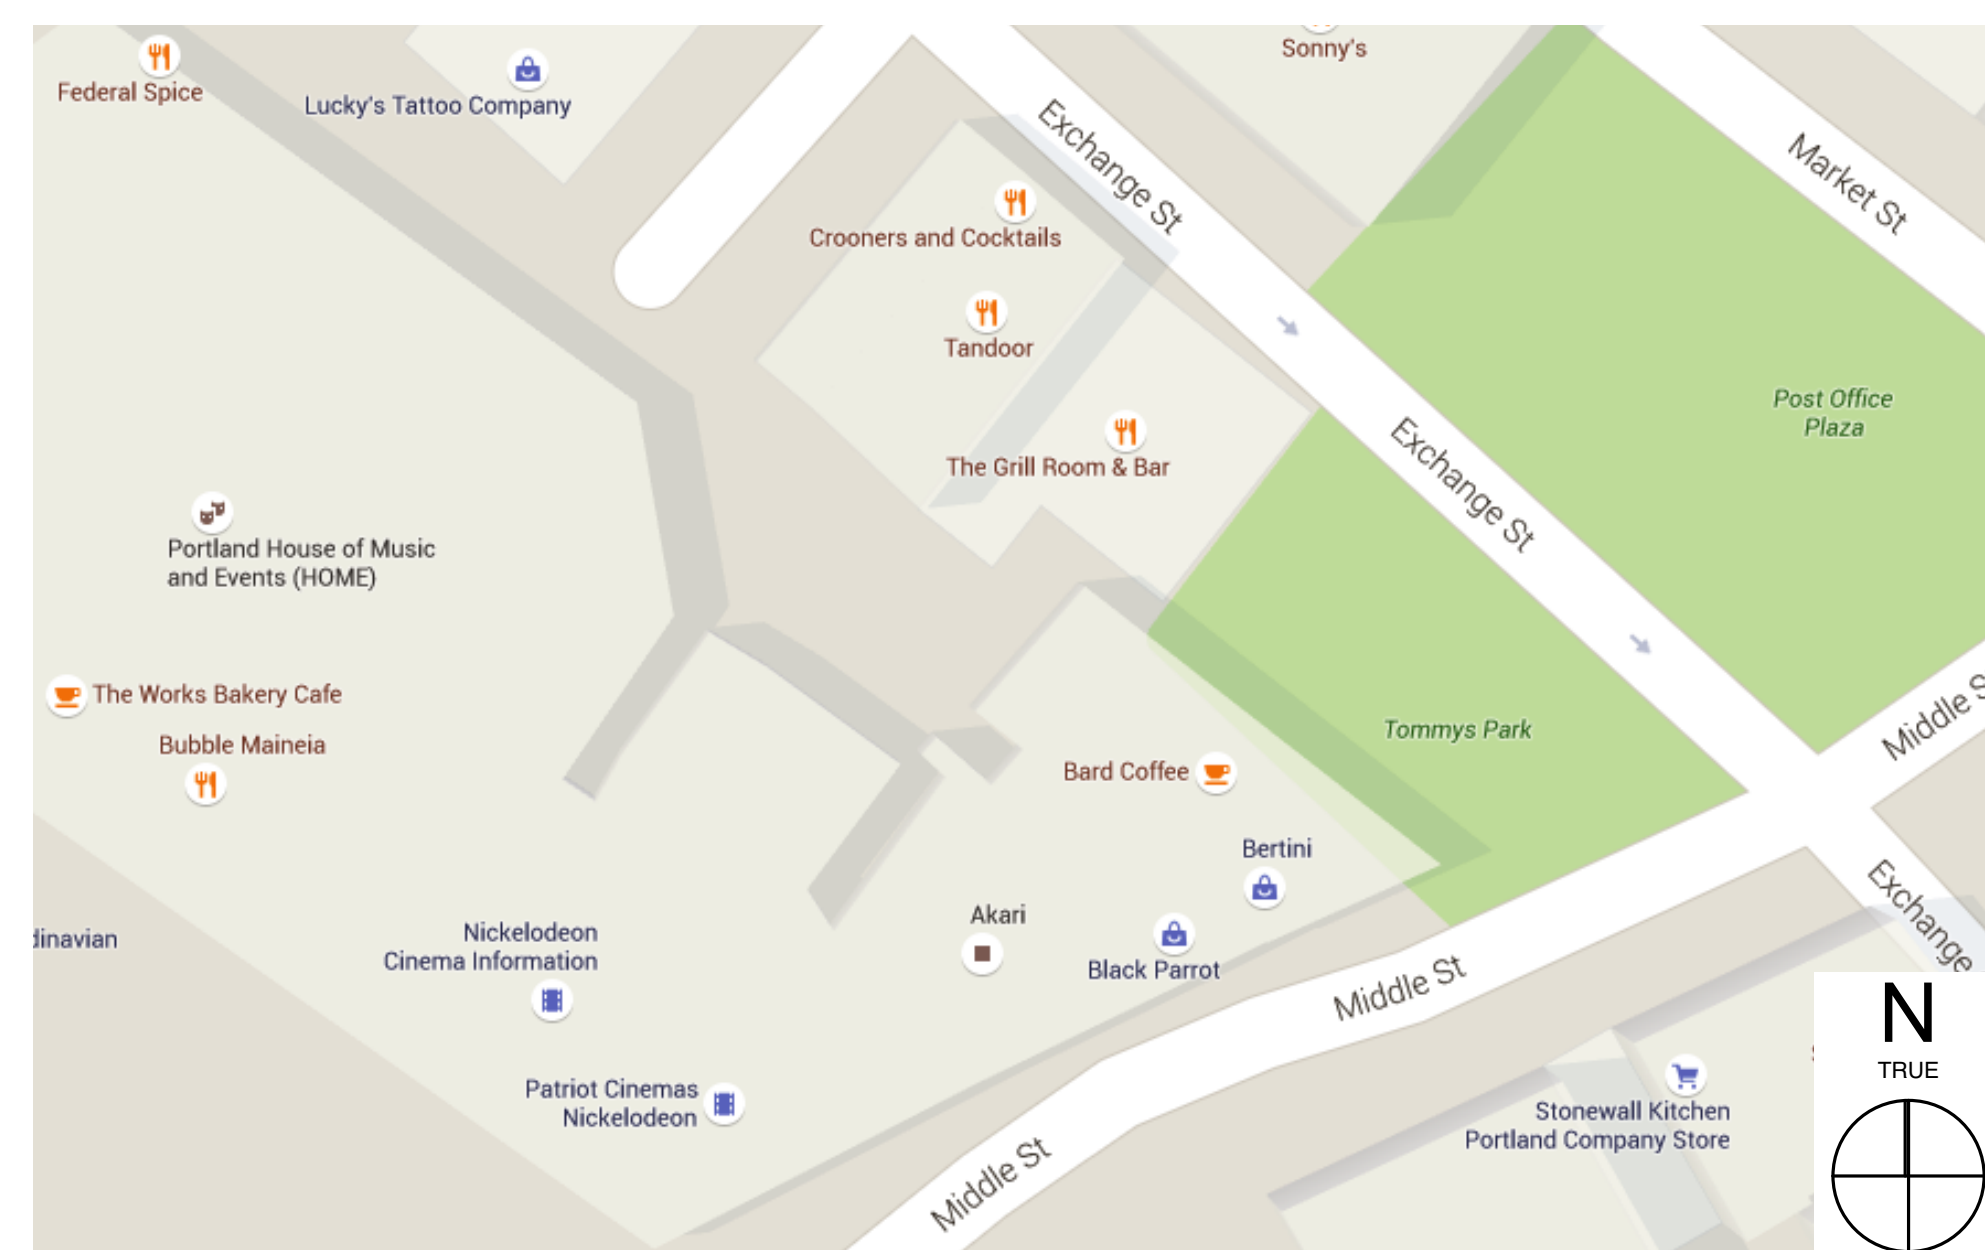 Sonny's
Federal Spice
Lucky's Tattoo Company
Exchange St
Market St
Crooners and Cocktails
Tandoor
Post Office
Plaza
The Grill Room & Bar
Exchange St
Portland House of Music
and Events (HOME)
The Works Bakery Cafe
Bubble Maineia
Tommys Park
Middle S
Bard Coffee
Bertini
Exchange
Akari
dinavian
Nickelodeon
Cinema Information
Black Parrot
Middle St
N
TRUE
Patriot Cinemas
Nickelodeon
Stonewall Kitchen
Portland Company Store
Middle St